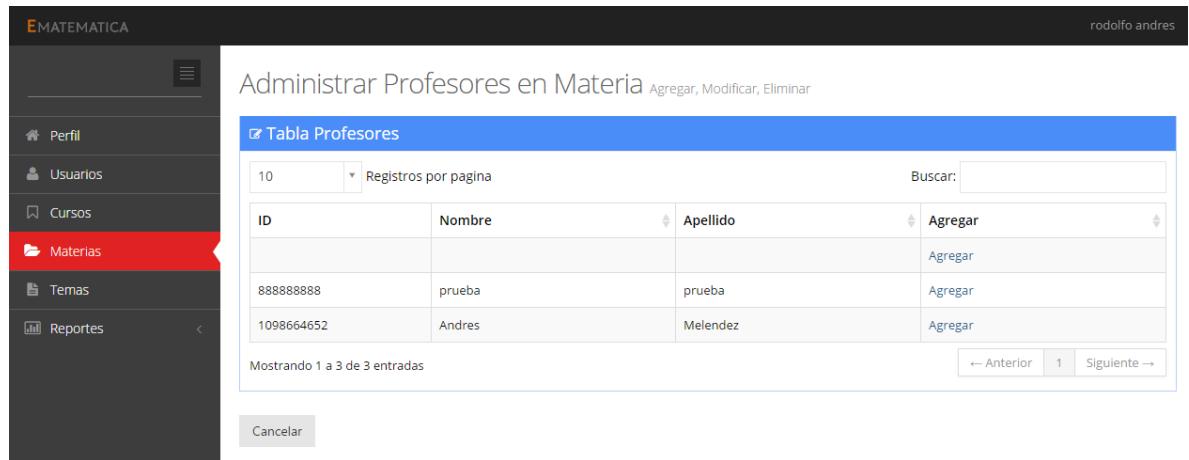 EMATEMATICA
rodolfo andres
Administrar Profesores en Materia Agregar, Modificar, Eliminar
Perfil
Usuarios
Cursos
Materias
Temas
Reportes
Tabla Profesores
10 Registros por pagina Buscar:
ID Nombre Apellido Agregar
Agregar
888888888 prueba prueba Agregar
1098664652 Andres Melendez Agregar
Mostrando 1 a 3 de 3 entradas
← Anterior 1 Siguiente →
Cancelar